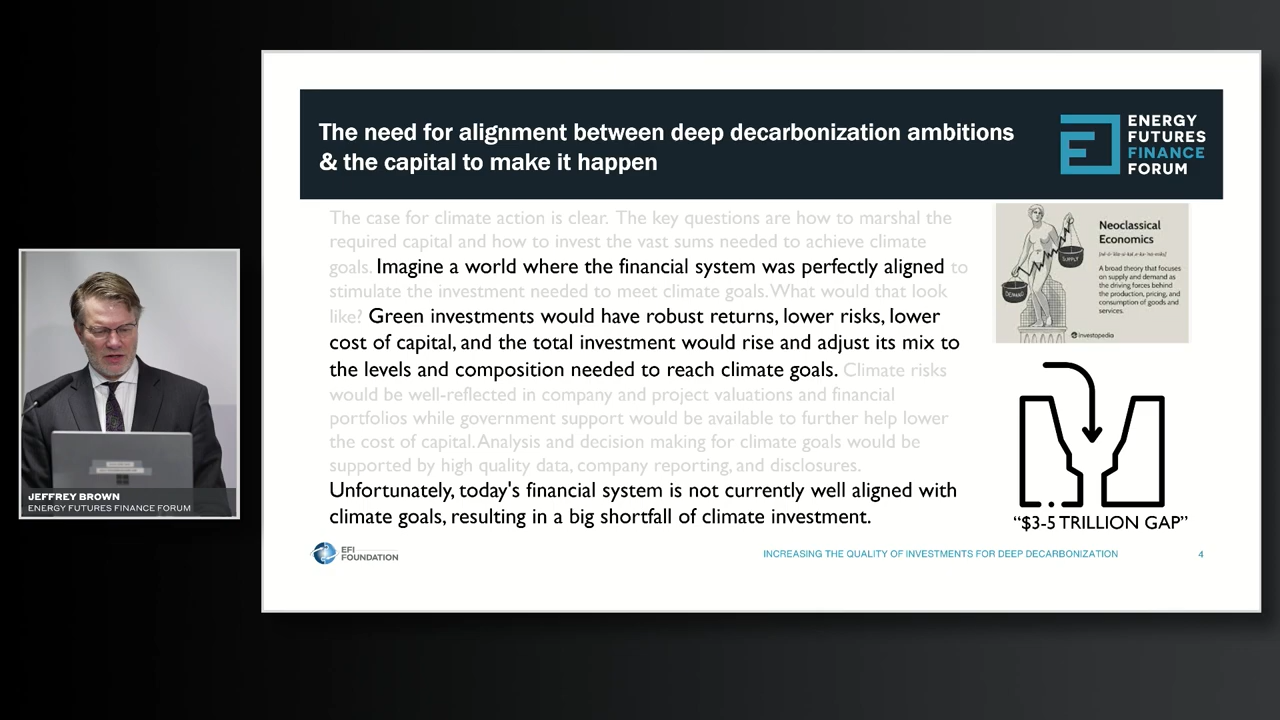 The need for alignment between deep decarbonization ambitions
& the capital to make it happen
ENERGY
FUTURES
FINANCE
FORUM
The case for climate action is clear. The key questions are how to marshal the
required capital and how to invest the vast sums needed to achieve climate
goals. Imagine a world where the financial system was perfectly aligned to
stimulate the investment needed to meet climate goals. What would that look
like? Green investments would have robust returns, lower risks, lower
cost of capital, and the total investment would rise and adjust its mix to
the levels and composition needed to reach climate goals. Climate risks
would be well-reflected in company and project valuations and financial
portfolios while government support would be available to further help lower
the cost of capital. Analysis and decision making for climate goals would be
supported by high quality data, company reporting, and disclosures.
Unfortunately, today's financial system is not currently well aligned with
climate goals, resulting in a big shortfall of climate investment.
SUPPLY
DEMAND
Neoclassical
Economics
A broad theory that focuses
on supply and demand as
the driving forces behind
the production, pricing, and
consumption of goods and
services.
Investopedia
“$3-5 TRILLION GAP”
EFI
FOUNDATION
INCREASING THE QUALITY OF INVESTMENTS FOR DEEP DECARBONIZATION
4
JEFFREY BROWN
ENERGY FUTURES FINANCE FORUM